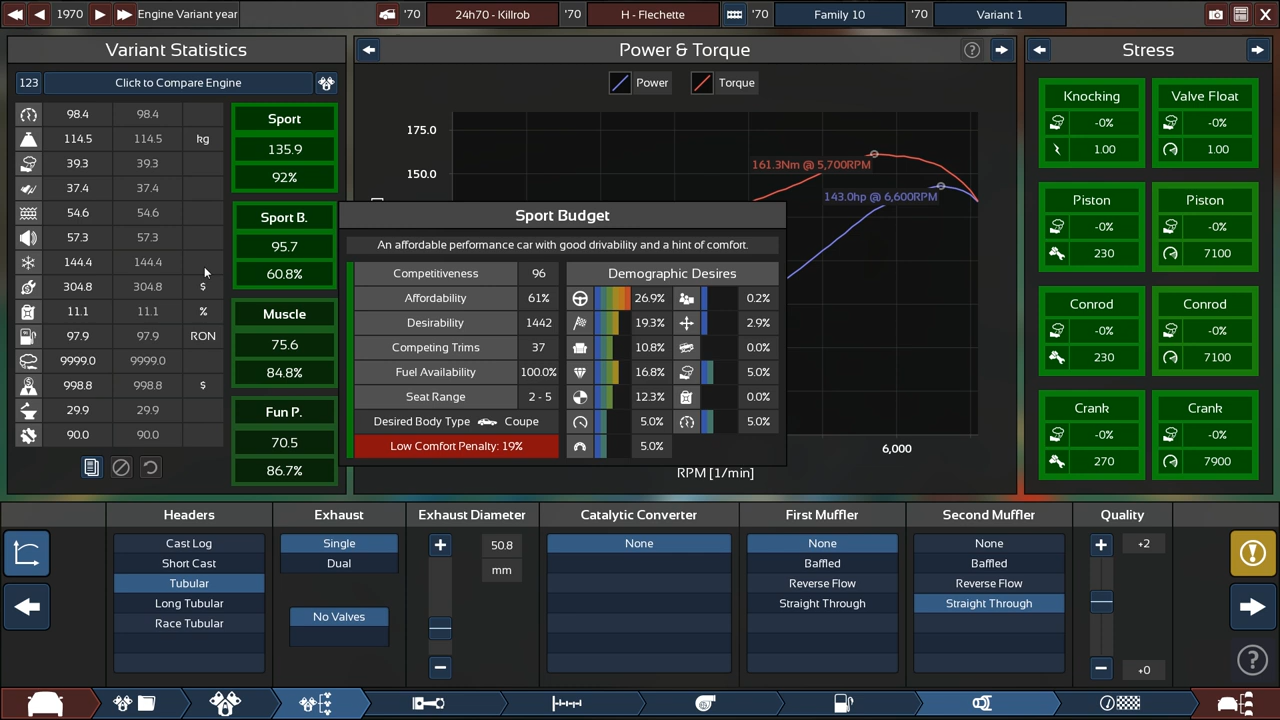 1970 Engine Variant year '70 24h70 - Killrob '70 H - Flechette '70 Family 10 '70 Variant 1
Variant Statistics
123 Click to Compare Engine
98.4 98.4
114.5 114.5 kg
39.3 39.3
37.4 37.4
54.6 54.6
57.3 57.3
144.4 144.4
304.8 304.8 $
11.1 11.1 %
97.9 97.9 RON
9999.0 9999.0
998.8 998.8 $
29.9 29.9
90.0 90.0
Sport
135.9
92%
Sport B.
95.7
60.8%
Muscle
75.6
84.8%
Fun P.
70.5
86.7%
Power & Torque
?
Power Torque
175.0
150.0
161.3Nm @ 5,700RPM
143.0hp @ 6,600RPM
6,000
RPM [1/min]
Sport Budget
An affordable performance car with good drivability and a hint of comfort.
Competitiveness 96
Affordability 61%
Desirability 1442
Competing Trims 37
Fuel Availability 100.0%
Seat Range 2 - 5
Desired Body Type Coupe
Low Comfort Penalty: 19%
Demographic Desires
26.9% 0.2%
19.3% 2.9%
10.8% 0.0%
16.8% 5.0%
12.3% 0.0%
5.0% 5.0%
5.0%
Stress
Knocking
-0%
1.00
Valve Float
-0%
1.00
Piston
-0%
230
Piston
-0%
7100
Conrod
-0%
230
Conrod
-0%
7100
Crank
-0%
270
Crank
-0%
7900
Headers
Cast Log
Short Cast
Tubular
Long Tubular
Race Tubular
Exhaust
Single
Dual
No Valves
Exhaust Diameter
+ 50.8
mm
−
Catalytic Converter
None
First Muffler
None
Baffled
Reverse Flow
Straight Through
Second Muffler
None
Baffled
Reverse Flow
Straight Through
Quality
+ +2
− +0
!
?